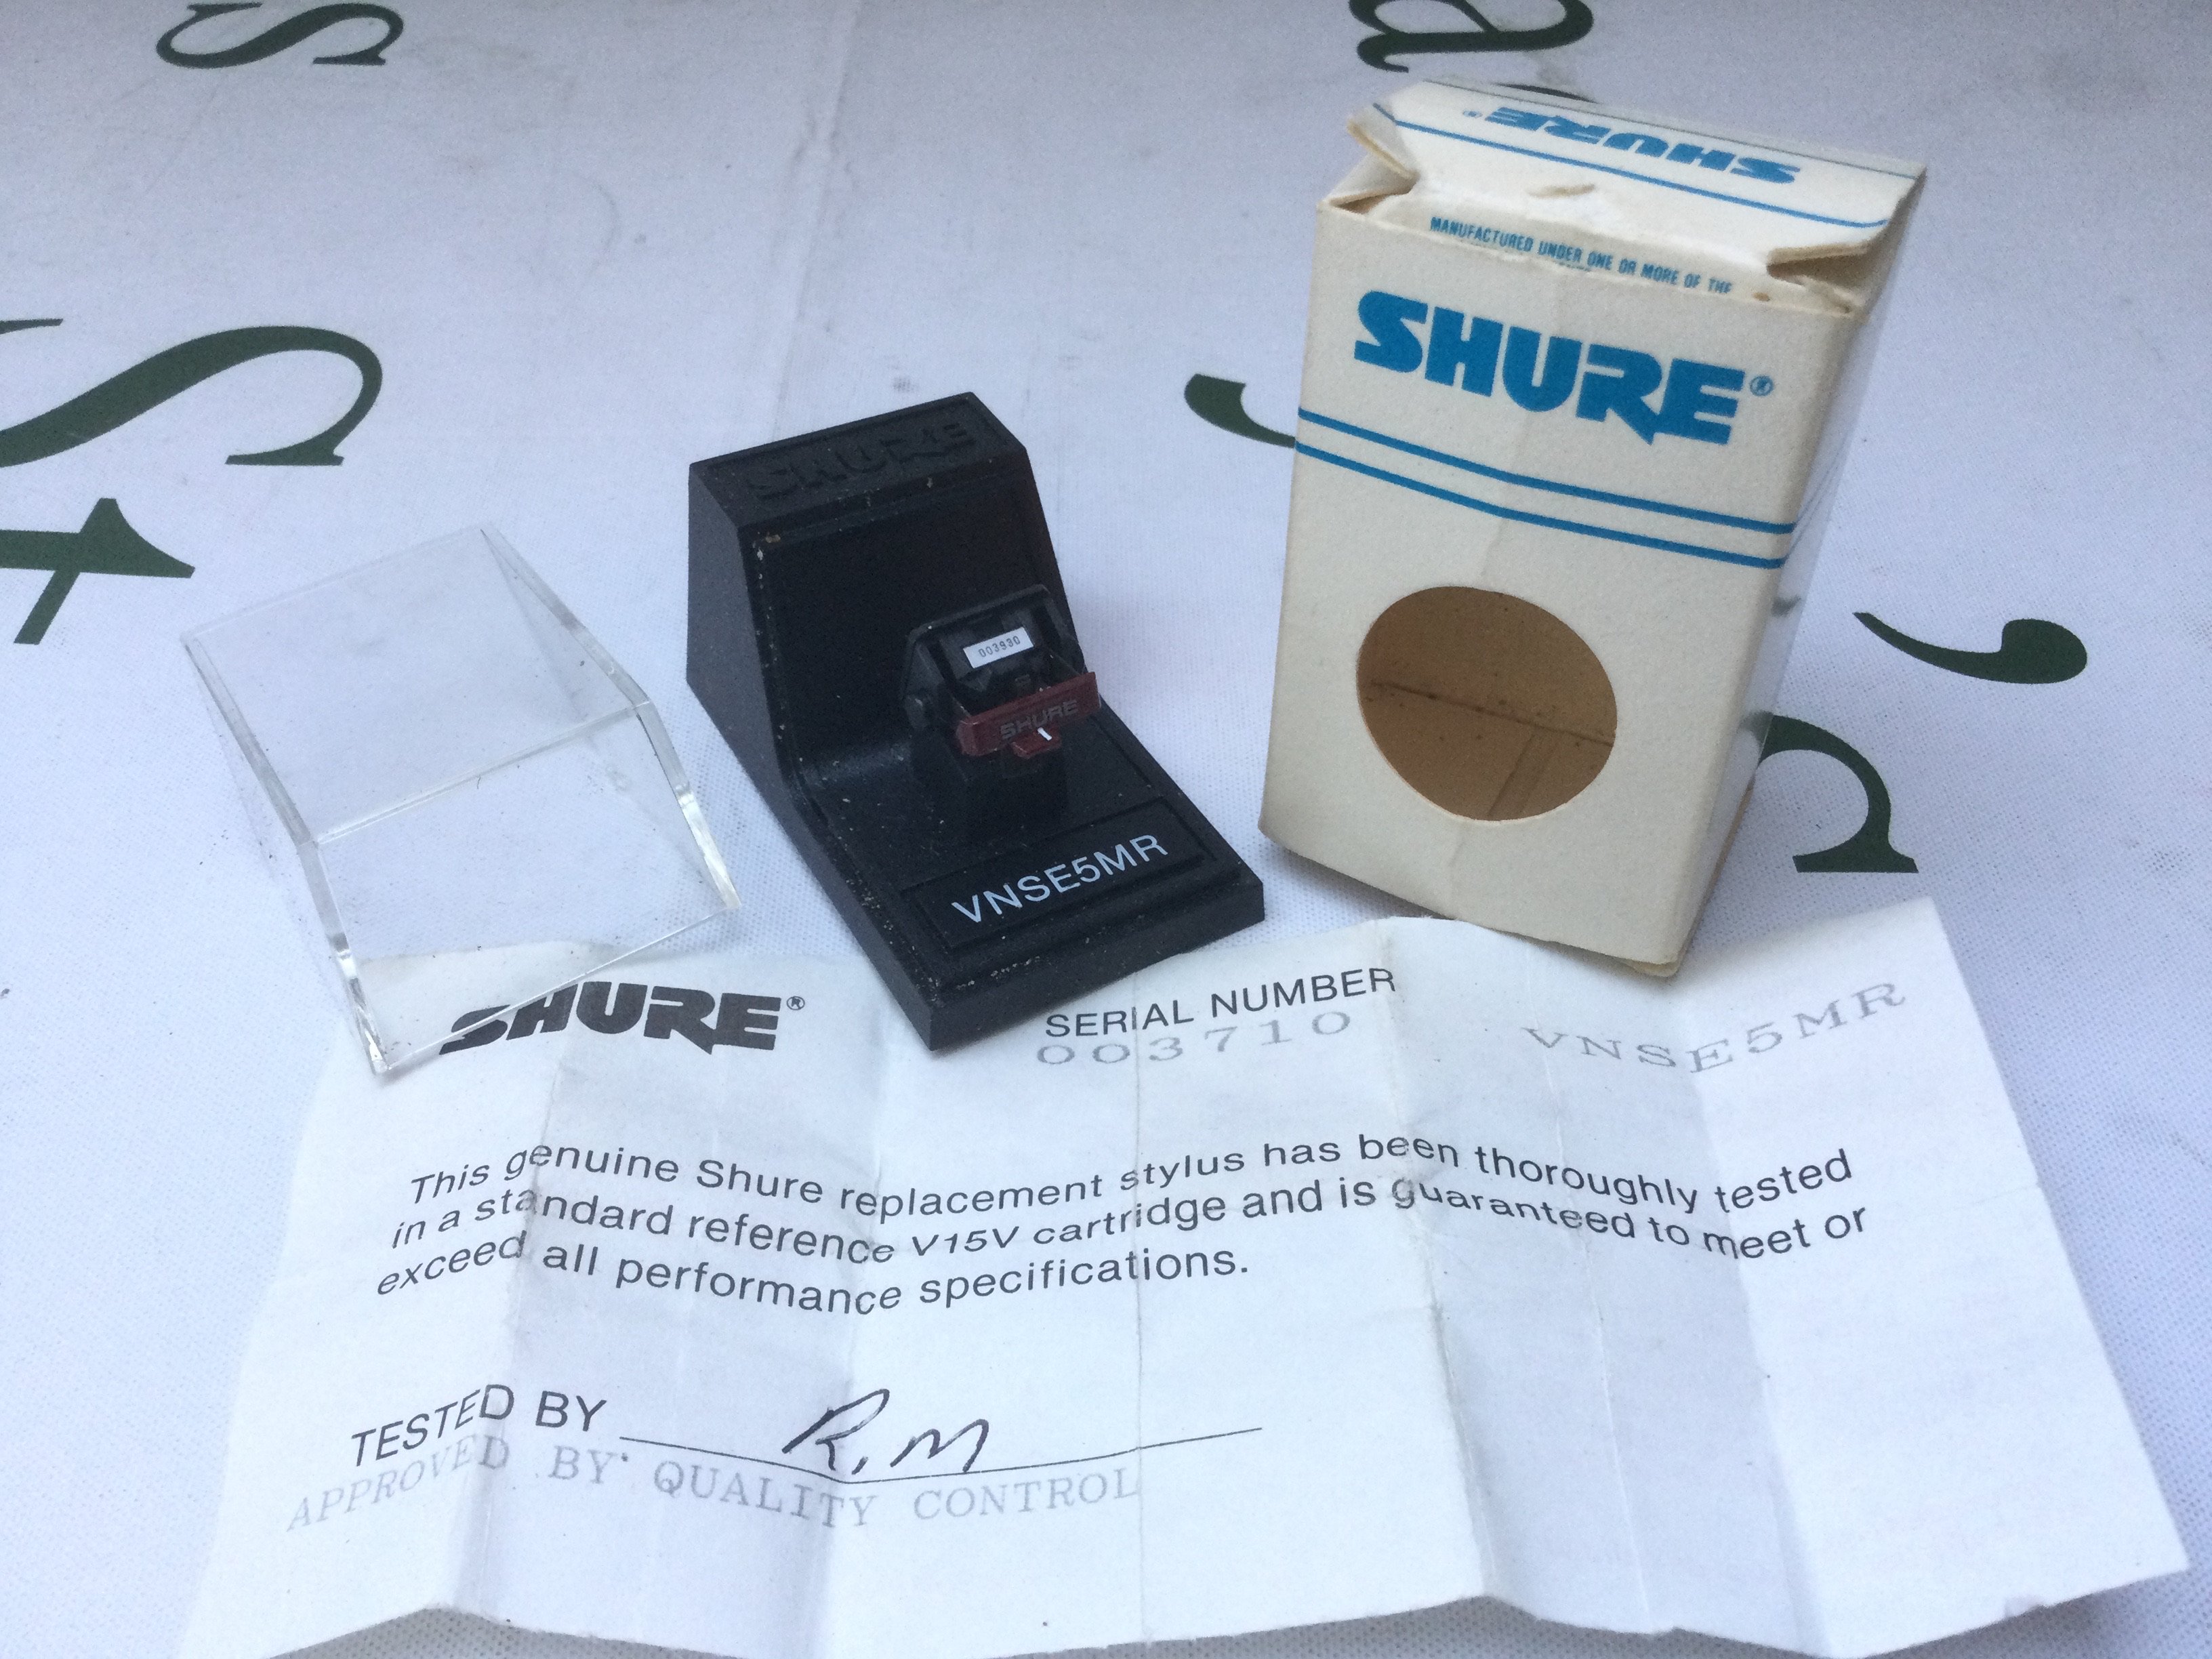 SHURE®
MANUFACTURED UNDER ONE OR MORE OF THE
SHURE®
SHURE
003930
SHURE
VNSE5MR
SHURE®
SERIAL NUMBER
003710
VNSE5MR
This genuine Shure replacement stylus has been thoroughly tested
in a standard reference V15V cartridge and is guaranteed to meet or
exceed all performance specifications.
TESTED BY R.M
APPROVED BY QUALITY CONTROL